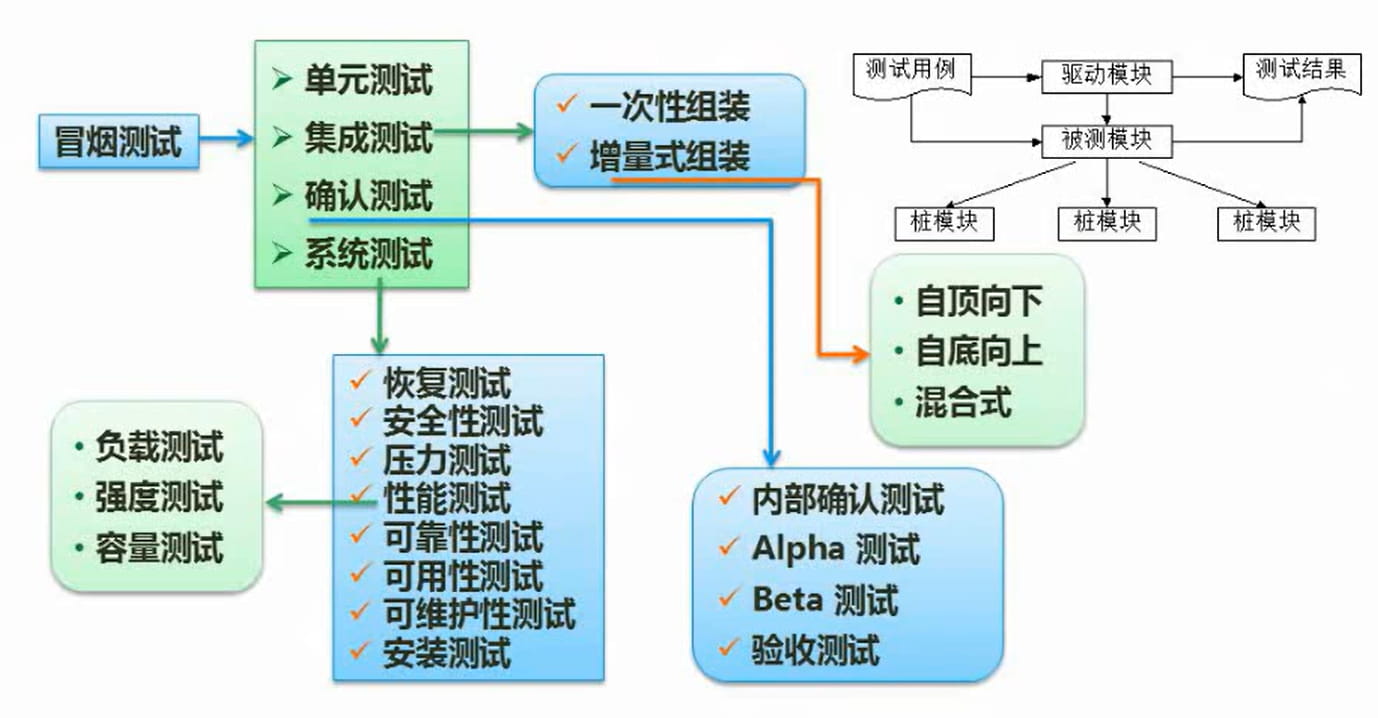 冒烟测试
单元测试
集成测试
确认测试
系统测试
一次性组装
增量式组装
测试用例
驱动模块
测试结果
被测模块
桩模块
桩模块
桩模块
自顶向下
自底向上
混合式
恢复测试
安全性测试
压力测试
性能测试
可靠性测试
可用性测试
可维护性测试
安装测试
负载测试
强度测试
容量测试
内部确认测试
Alpha 测试
Beta 测试
验收测试